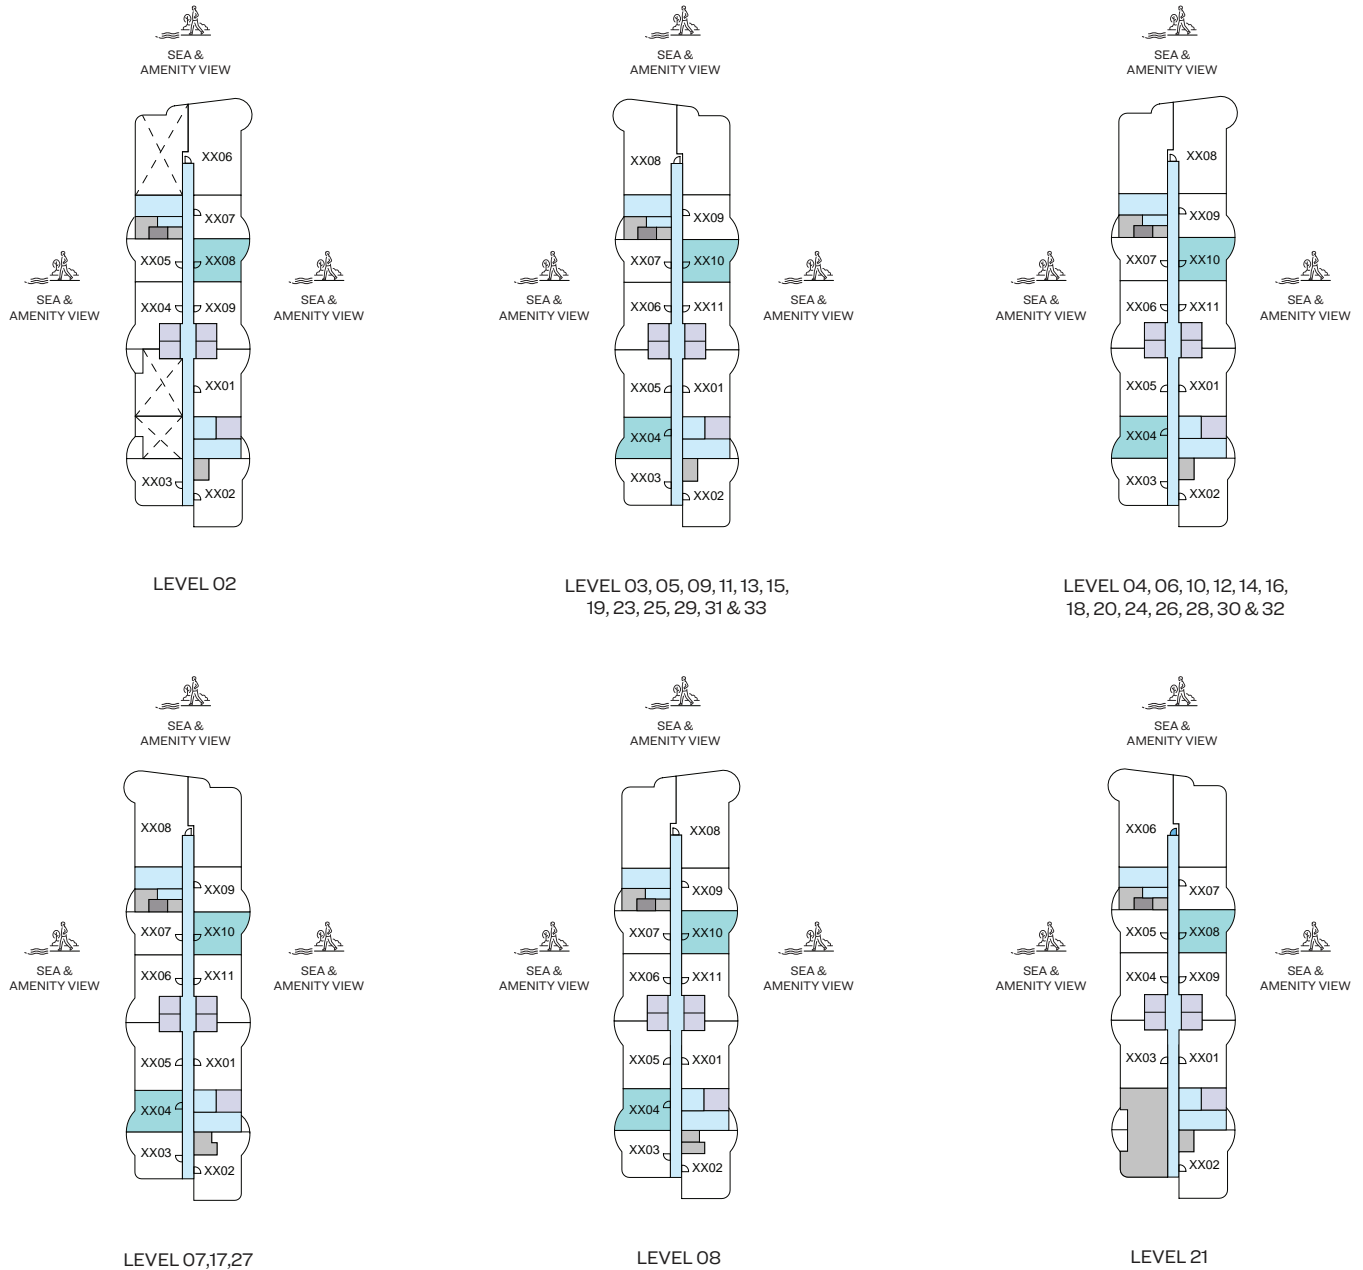 SEA &
AMENITY VIEW
XX06
XX07
XX05
XX08
SEA &
AMENITY VIEW
SEA &
AMENITY VIEW
XX04
XX09
XX01
XX03
XX02
LEVEL 02
SEA &
AMENITY VIEW
XX08
XX09
XX07
XX10
SEA &
AMENITY VIEW
SEA &
AMENITY VIEW
XX06
XX11
XX05
XX01
XX04
XX03
XX02
LEVEL 03, 05, 09, 11, 13, 15,
19, 23, 25, 29, 31 & 33
SEA &
AMENITY VIEW
XX08
XX09
XX07
XX10
SEA &
AMENITY VIEW
SEA &
AMENITY VIEW
XX06
XX11
XX05
XX01
XX04
XX03
XX02
LEVEL 04, 06, 10, 12, 14, 16,
18, 20, 24, 26, 28, 30 & 32
SEA &
AMENITY VIEW
XX08
XX09
XX07
XX10
SEA &
AMENITY VIEW
SEA &
AMENITY VIEW
XX06
XX11
XX05
XX01
XX04
XX03
XX02
LEVEL 07,17,27
SEA &
AMENITY VIEW
XX08
XX09
XX07
XX10
SEA &
AMENITY VIEW
SEA &
AMENITY VIEW
XX06
XX11
XX05
XX01
XX04
XX03
XX02
LEVEL 08
SEA &
AMENITY VIEW
XX06
XX07
XX05
XX08
SEA &
AMENITY VIEW
SEA &
AMENITY VIEW
XX04
XX09
XX03
XX01
XX02
LEVEL 21